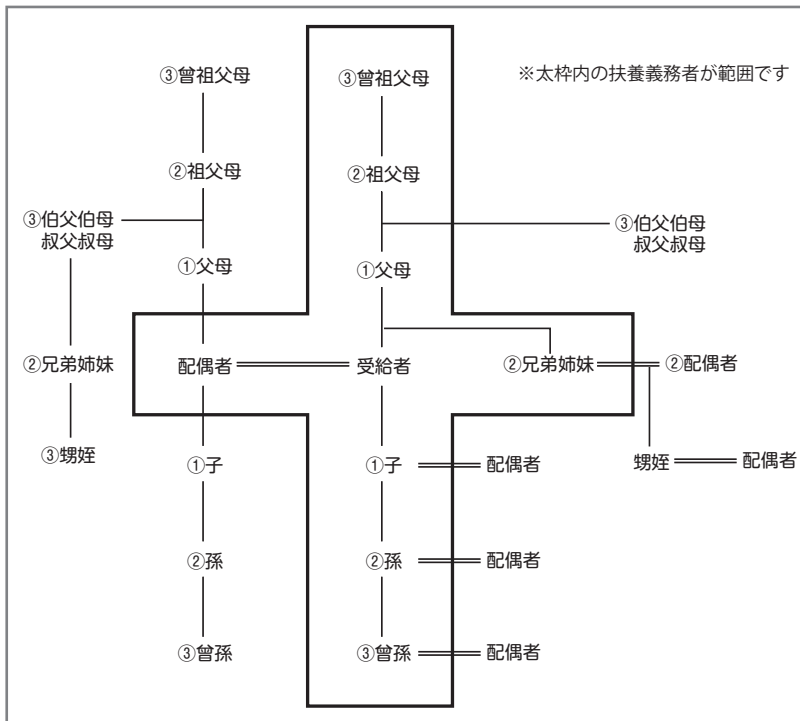 ③曾祖父母
③曾祖父母
※太枠内の扶養義務者が範囲です
②祖父母
②祖父母
③伯父伯母
叔父叔母
③伯父伯母
叔父叔母
①父母
①父母
②兄弟姉妹
配偶者
受給者
②兄弟姉妹
②配偶者
③甥姪
①子
①子
配偶者
甥姪
配偶者
②孫
②孫
配偶者
③曾孫
③曾孫
配偶者